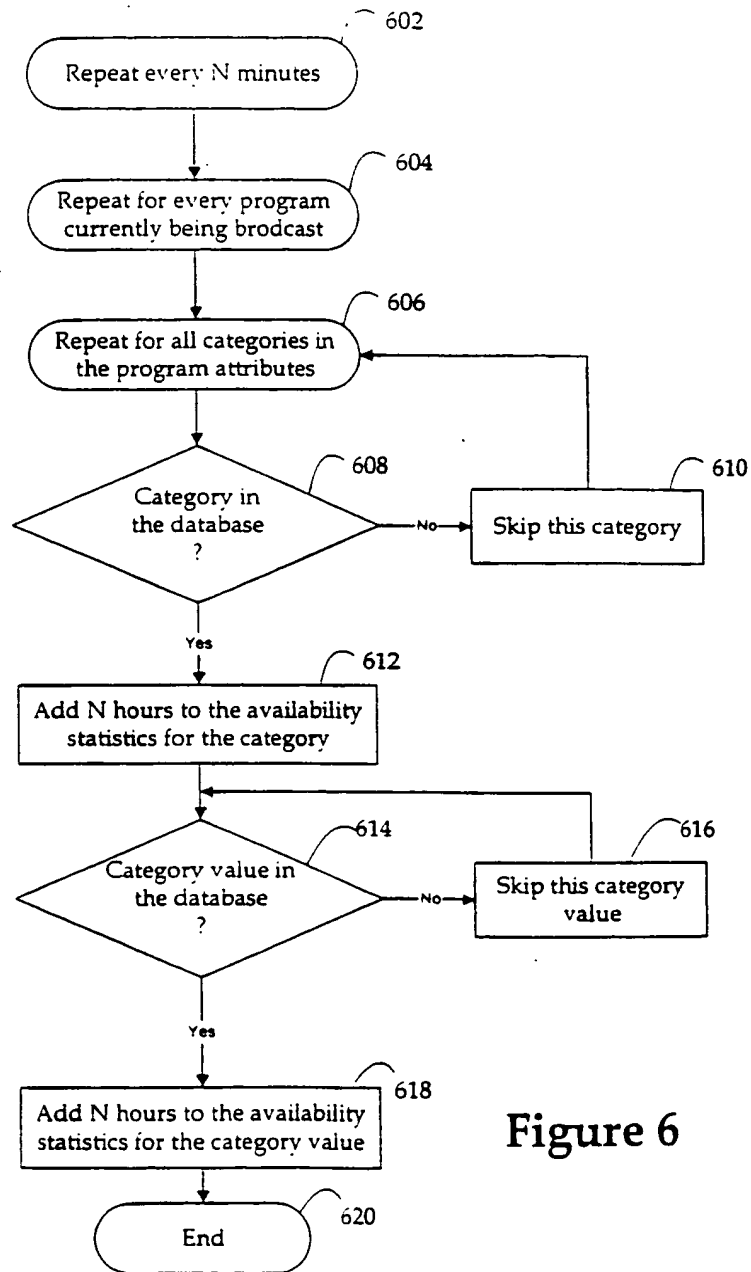 602
Repeat every N minutes
604
Repeat for every program
currently being brodcast
606
Repeat for all categories in
the program attributes
608
Category in
the database
?
No
610
Skip this category
Yes
612
Add N hours to the availability
statistics for the category
614
Category value in
the database
?
No
616
Skip this category
value
Yes
618
Add N hours to the availability
statistics for the category value
620
End
Figure 6